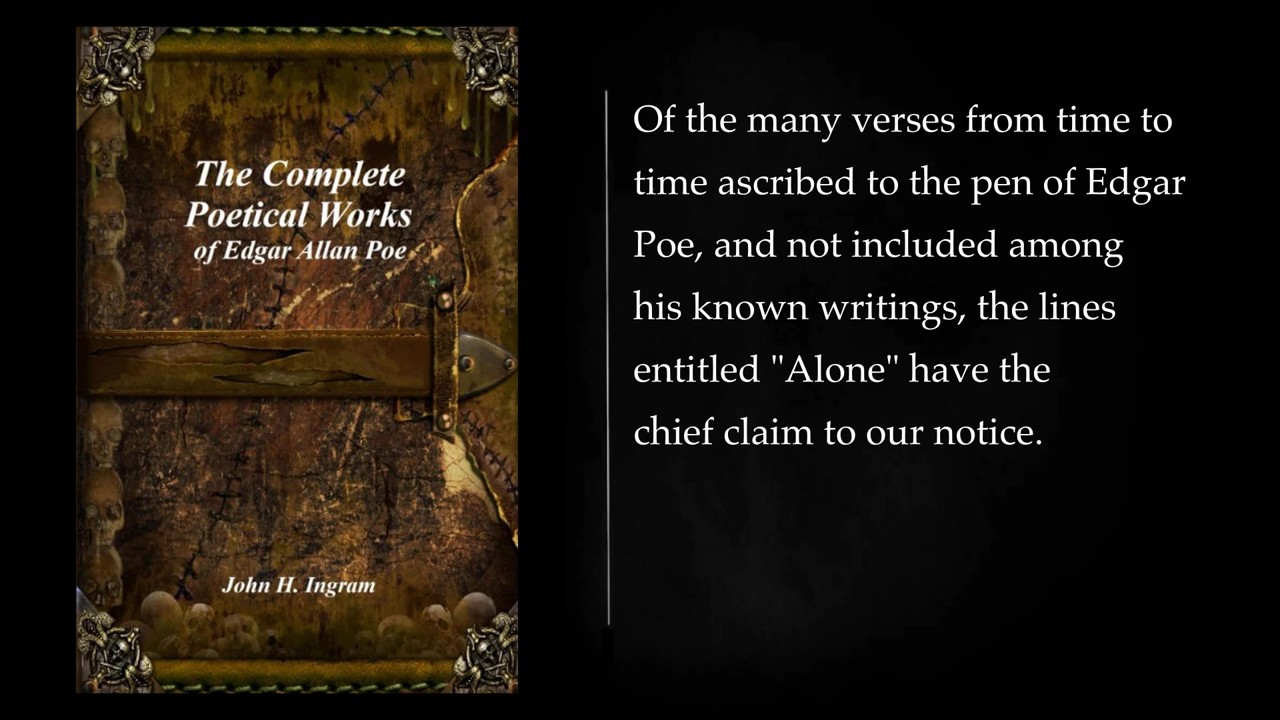 The Complete
Poetical Works
of Edgar Allan Poe
John H. Ingram
Of the many verses from time to
time ascribed to the pen of Edgar
Poe, and not included among
his known writings, the lines
entitled "Alone" have the
chief claim to our notice.